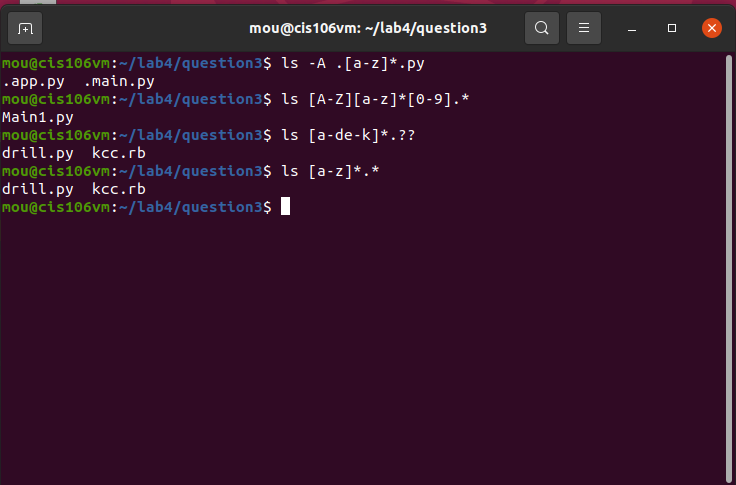 mou@cis106vm: ~/lab4/question3
mou@cis106vm:~/lab4/question3$ ls -A .[a-z]*.py
.app.py  .main.py
mou@cis106vm:~/lab4/question3$ ls [A-Z][a-z]*[0-9].*
Main1.py
mou@cis106vm:~/lab4/question3$ ls [a-de-k]*.??
drill.py  kcc.rb
mou@cis106vm:~/lab4/question3$ ls [a-z]*.*
drill.py  kcc.rb
mou@cis106vm:~/lab4/question3$